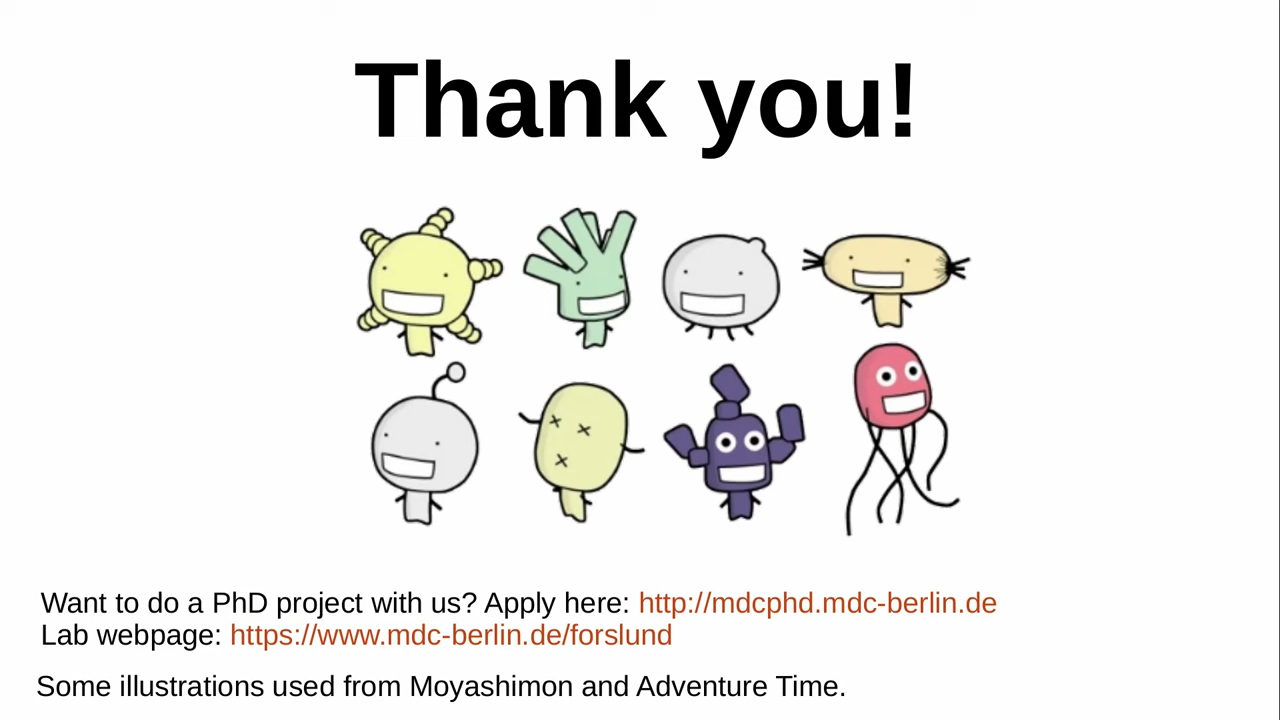 Thank you!
Want to do a PhD project with us? Apply here: http://mdcphd.mdc-berlin.de
Lab webpage: https://www.mdc-berlin.de/forslund
Some illustrations used from Moyashimon and Adventure Time.